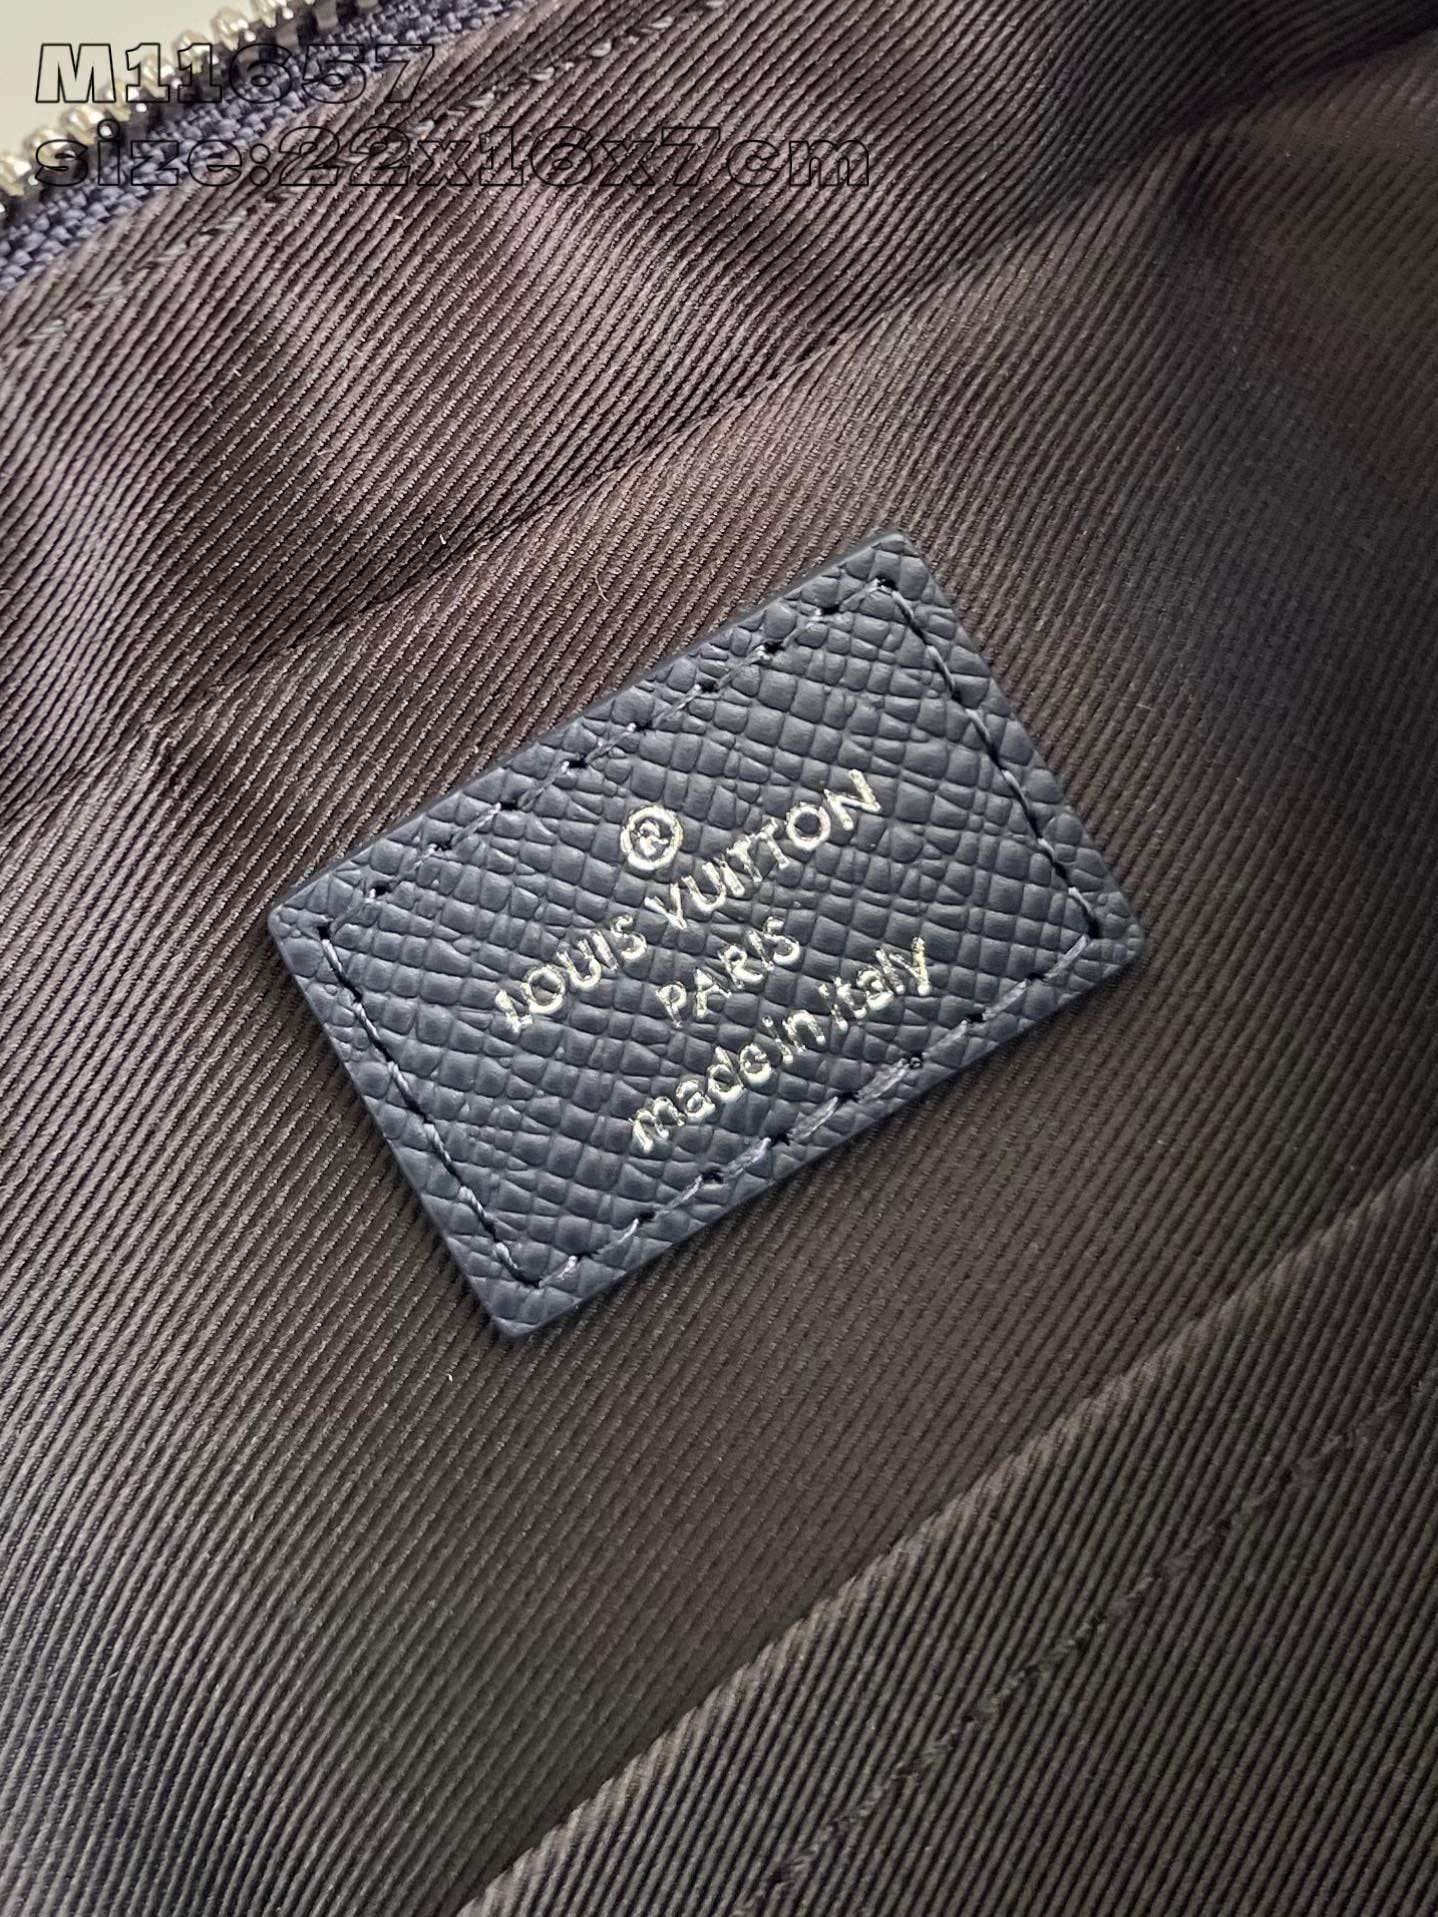 M11657
size:22x16x7cm
®
LOUIS VUITTON
PARIS
made in italy